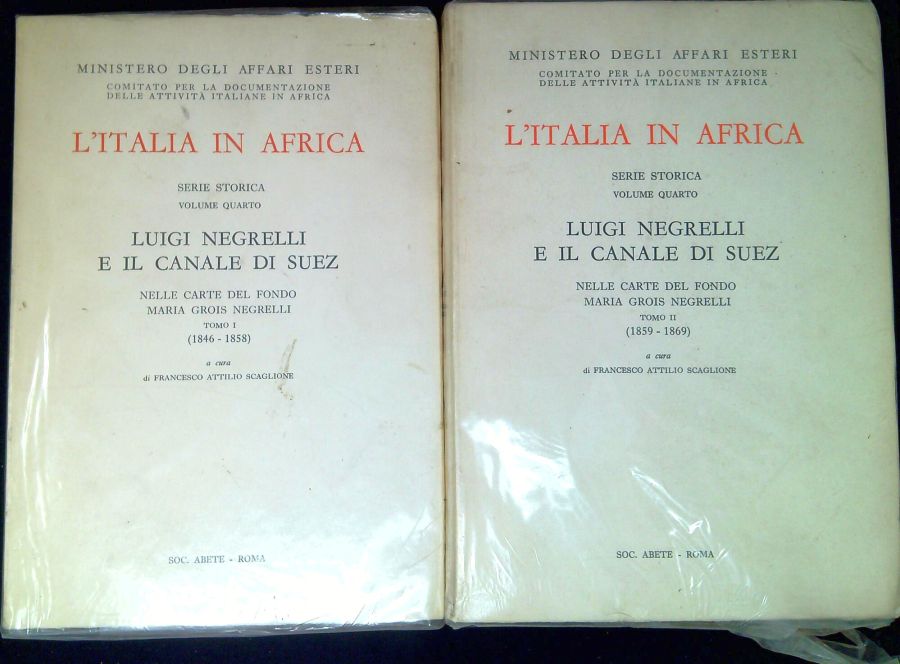 MINISTERO DEGLI AFFARI ESTERI
COMITATO PER LA DOCUMENTAZIONE
DELLE ATTIVITÀ ITALIANE IN AFRICA
L'ITALIA IN AFRICA
SERIE STORICA
VOLUME QUARTO
LUIGI NEGRELLI
E IL CANALE DI SUEZ
NELLE CARTE DEL FONDO
MARIA GROIS NEGRELLI
TOMO I
(1846 - 1858)
a cura
di FRANCESCO ATTILIO SCAGLIONE
SOC. ABETE - ROMA
MINISTERO DEGLI AFFARI ESTERI
COMITATO PER LA DOCUMENTAZIONE
DELLE ATTIVITÀ ITALIANE IN AFRICA
L'ITALIA IN AFRICA
SERIE STORICA
VOLUME QUARTO
LUIGI NEGRELLI
E IL CANALE DI SUEZ
NELLE CARTE DEL FONDO
MARIA GROIS NEGRELLI
TOMO II
(1859 - 1869)
a cura
di FRANCESCO ATTILIO SCAGLIONE
SOC. ABETE - ROMA